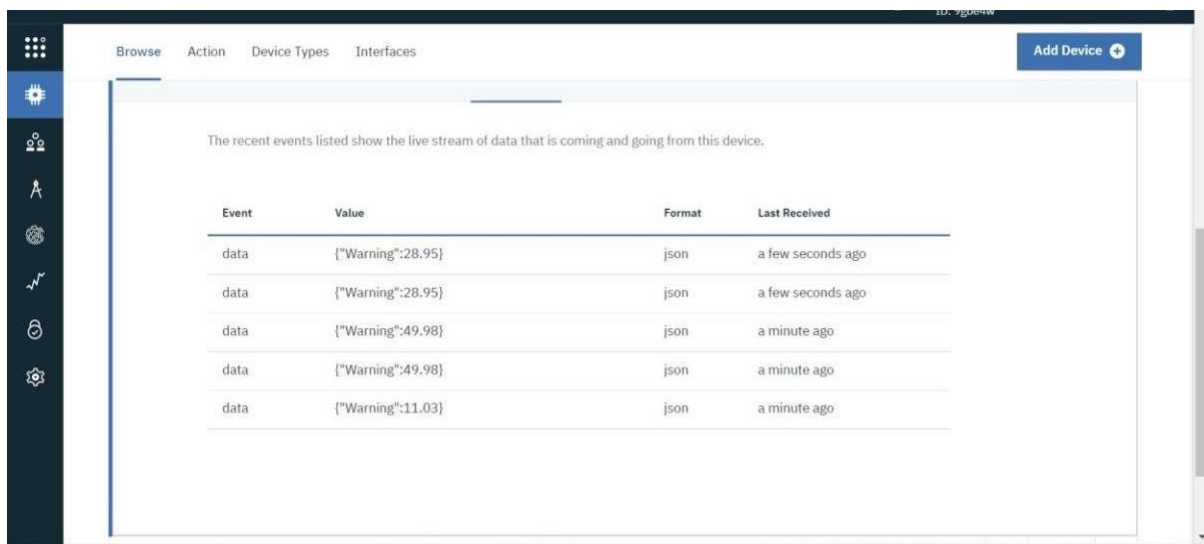 ID: 9gbe4w
Browse Action Device Types Interfaces Add Device
The recent events listed show the live stream of data that is coming and going from this device.
Event Value Format Last Received
data {"Warning":28.95} json a few seconds ago
data {"Warning":28.95} json a few seconds ago
data {"Warning":49.98} json a minute ago
data {"Warning":49.98} json a minute ago
data {"Warning":11.03} json a minute ago